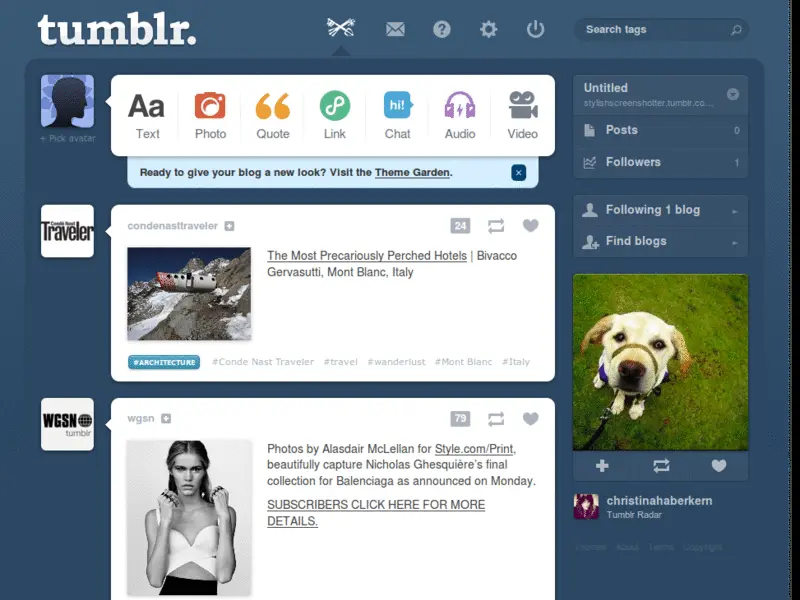 tumblr.
Search tags
+ Pick avatar
Aa
Text
Photo
Quote
Link
hi!
Chat
Audio
Video
Ready to give your blog a new look? Visit the Theme Garden.
Untitled
stylishscreenshotter.tumblr.co...
Posts 0
Followers 1
Following 1 blog
Find blogs
Condé Nast
Traveler
condenasttraveler
24
The Most Precariously Perched Hotels | Bivacco
Gervasutti, Mont Blanc, Italy
#ARCHITECTURE #Conde Nast Traveler #travel #wanderlust #Mont Blanc #Italy
WGSN
tumblr
wgsn
79
Photos by Alasdair McLellan for Style.com/Print,
beautifully capture Nicholas Ghesquière's final
collection for Balenciaga as announced on Monday.
SUBSCRIBERS CLICK HERE FOR MORE
DETAILS.
christinahaberkern
Tumblr Radar
Themes About Terms Copyright